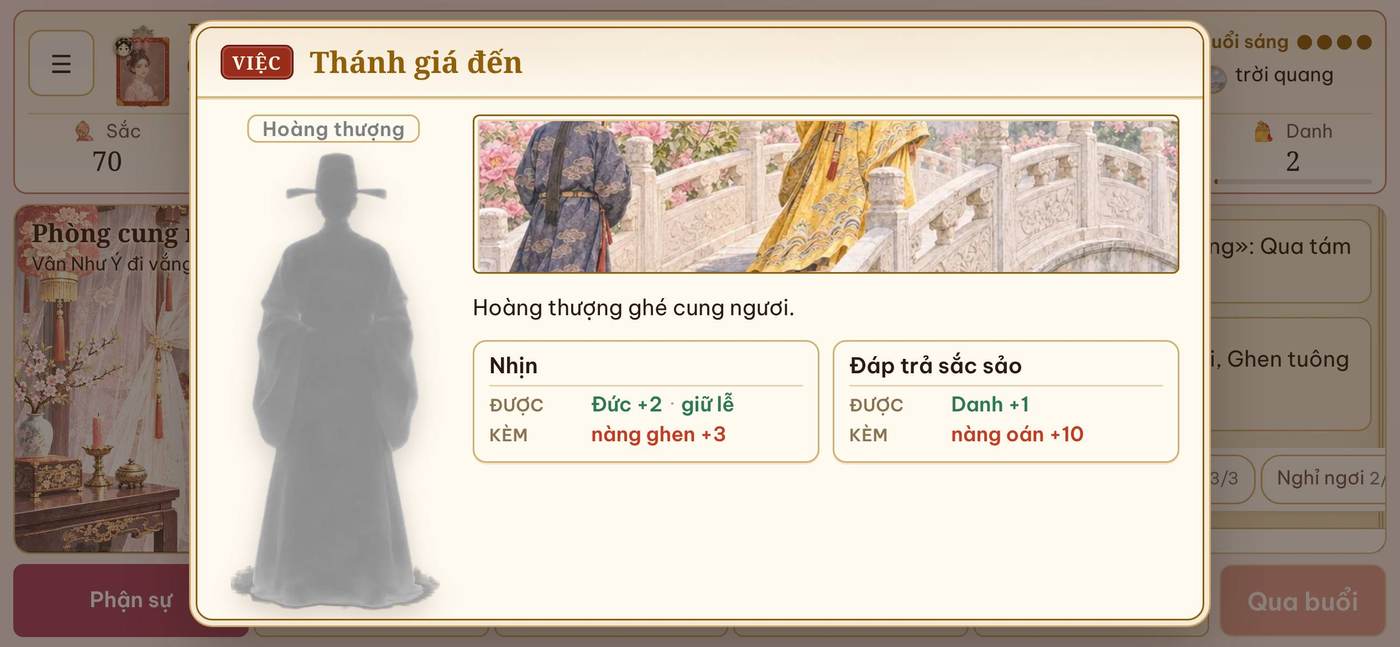 VIỆC Thánh giá đến
uổi sáng
trời quang
Sắc
70
Danh
2
Hoàng thượng
Phòng cung
Vân Như Ý đi vắng
ng»: Qua tám
Hoàng thượng ghé cung ngươi.
i, Ghen tuông
Nhịn
ĐƯỢC Đức +2 · giữ lễ
KÈM nàng ghen +3
Đáp trả sắc sảo
ĐƯỢC Danh +1
KÈM nàng oán +10
3/3
Nghỉ ngơi 2/
Phận sự
Qua buổi